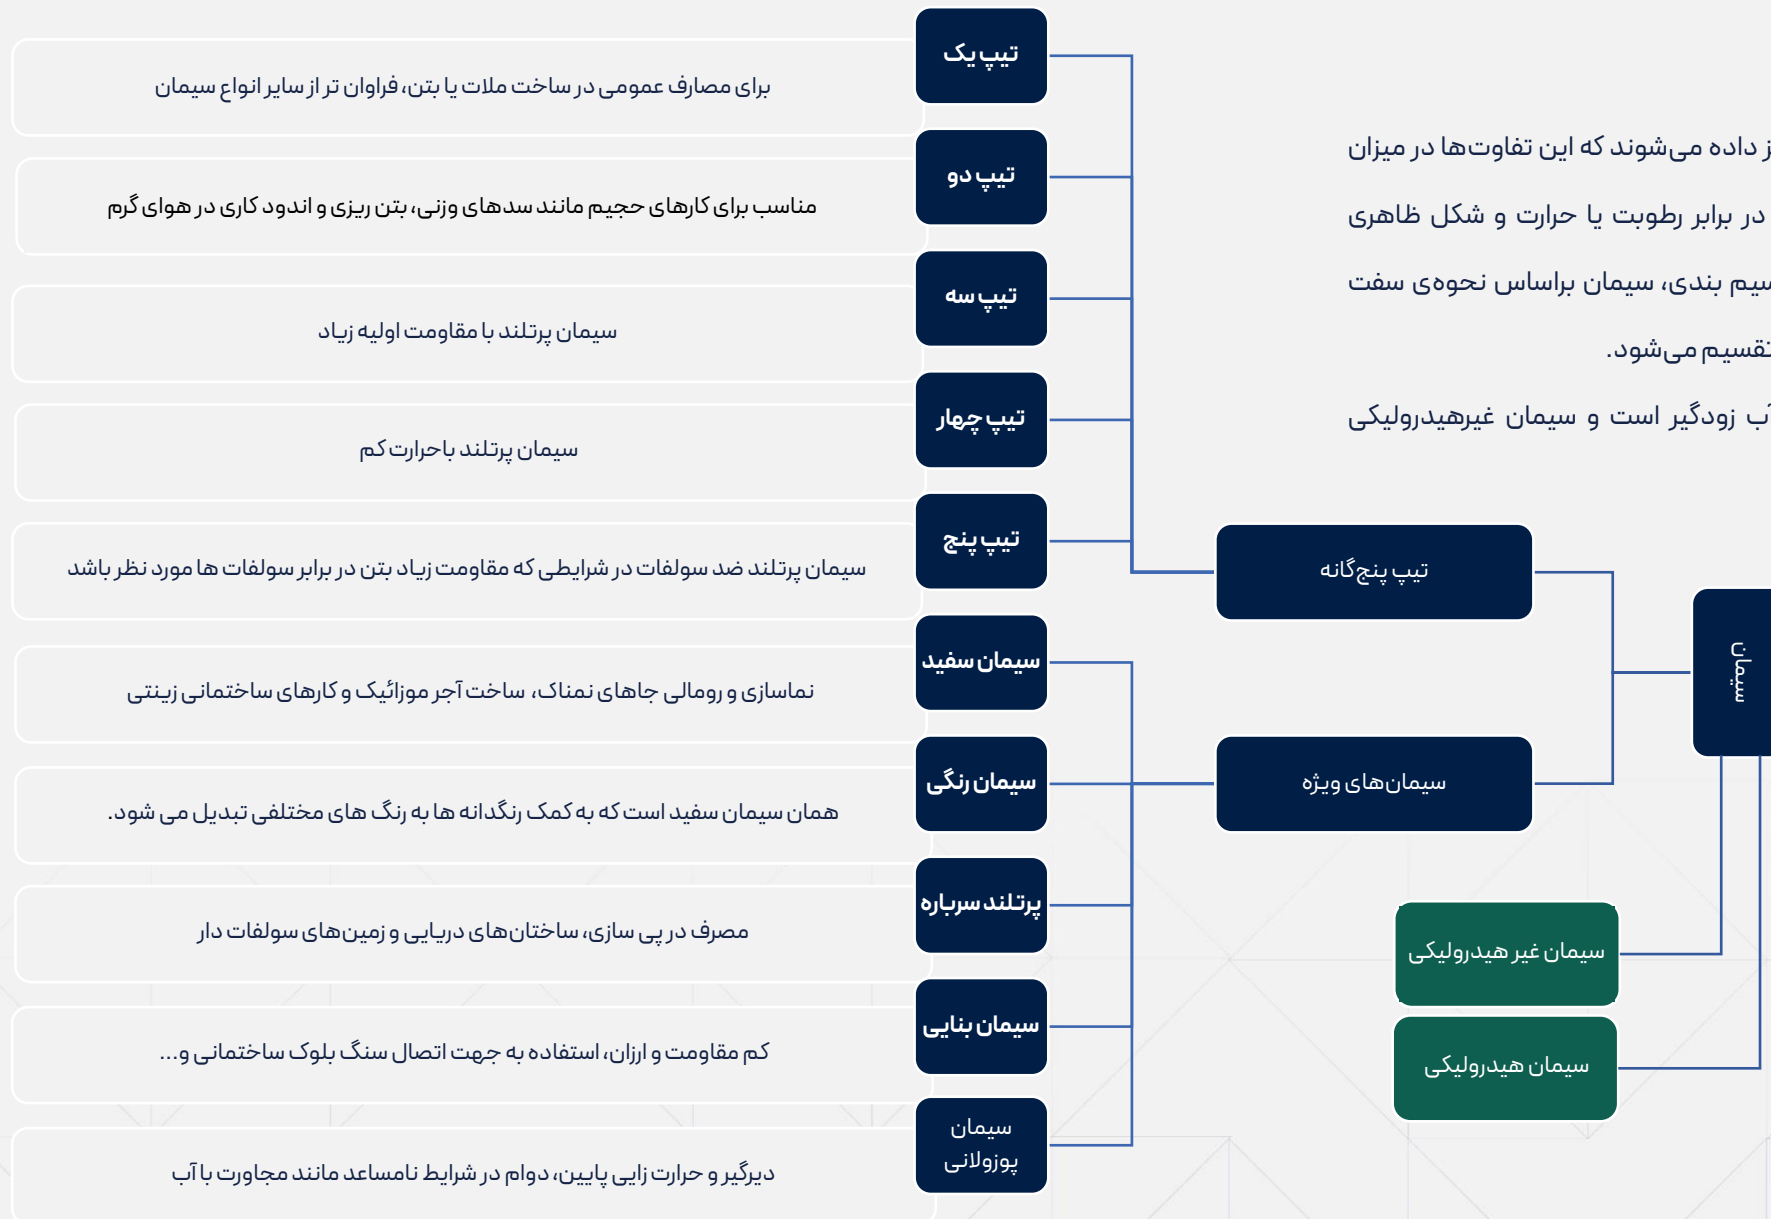 داده می‌شوند که این تفاوت‌ها در میزان
در برابر رطوبت یا حرارت و شکل ظاهری
بندی، سیمان براساس نحوه‌ی سفت
تقسیم می‌شود.
زودگیر است و سیمان غیرهیدرولیکی
سیمان
تیپ پنج‌گانه
تیپ یک
برای مصارف عمومی در ساخت ملات یا بتن، فراوان تر از سایر انواع سیمان
تیپ دو
مناسب برای کارهای حجیم مانند سدهای وزنی، بتن ریزی و اندود کاری در هوای گرم
تیپ سه
سیمان پرتلند با مقاومت اولیه زیاد
تیپ چهار
سیمان پرتلند باحرارت کم
تیپ پنج
سیمان پرتلند ضد سولفات در شرایطی که مقاومت زیاد بتن در برابر سولفات ها مورد نظر باشد
سیمان‌های ویژه
سیمان سفید
نماسازی و رومالی جاهای نمناک، ساخت آجر موزائیک و کارهای ساختمانی زینتی
سیمان رنگی
همان سیمان سفید است که به کمک رنگدانه ها به رنگ های مختلفی تبدیل می شود.
پرتلند سرباره
مصرف در پی سازی، ساختان‌های دریایی و زمین‌های سولفات دار
سیمان بنایی
کم مقاومت و ارزان، استفاده به جهت اتصال سنگ بلوک ساختمانی و...
سیمان
پوزولانی
دیرگیر و حرارت زایی پایین، دوام در شرایط نامساعد مانند مجاورت با آب
سیمان غیر هیدرولیکی
سیمان هیدرولیکی